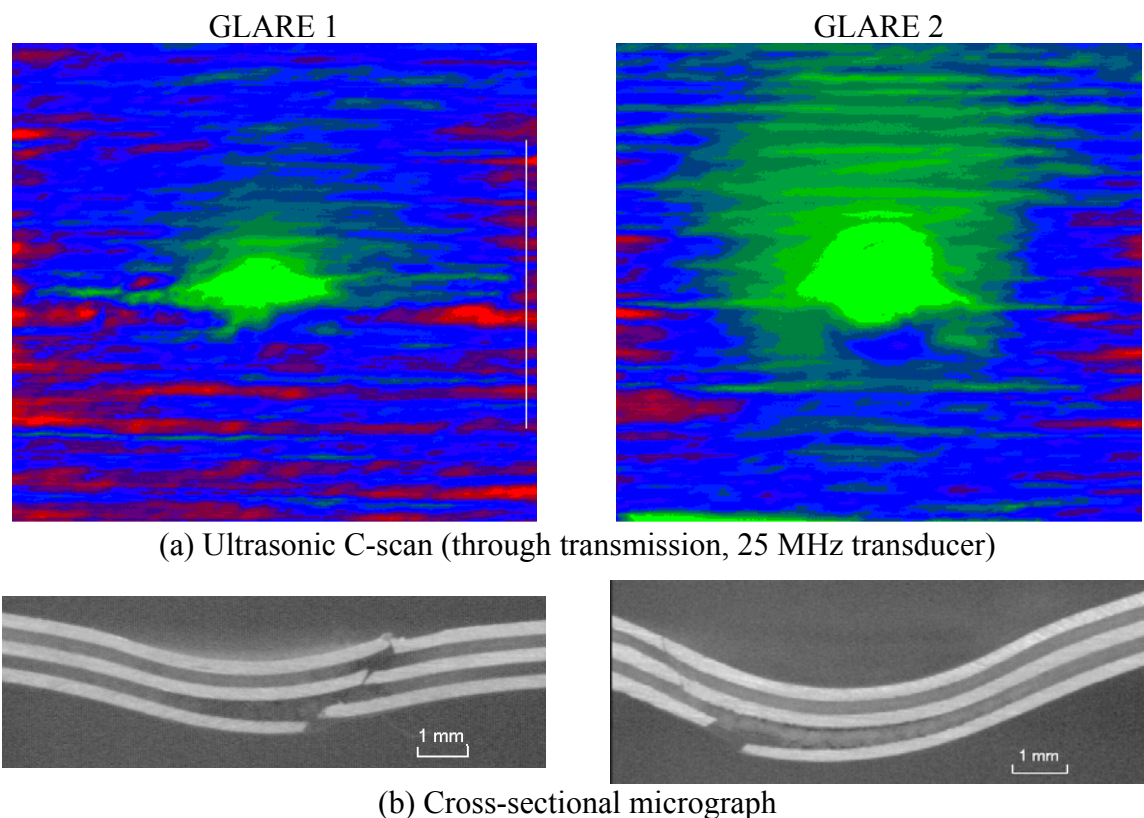 GLARE 1
GLARE 2
(a) Ultrasonic C-scan (through transmission, 25 MHz transducer)
1 mm
1 mm
(b) Cross-sectional micrograph